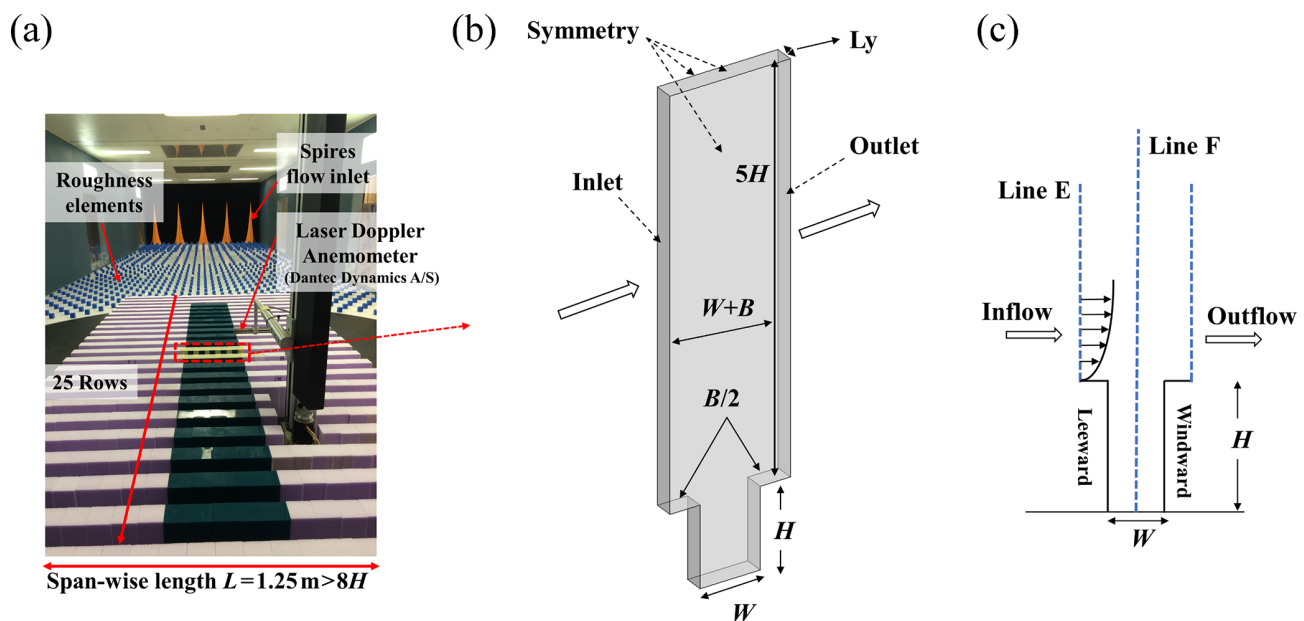 (a)
Spires
flow inlet
Roughness
elements
Laser Doppler
Anemometer
(Dantec Dynamics A/S)
25 Rows
Span-wise length L=1.25m>8H
(b)
Symmetry
Ly
5H
Outlet
Inlet
W+B
B/2
H
W
(c)
Line F
Line E
Inflow
Outflow
Leeward
Windward
H
W